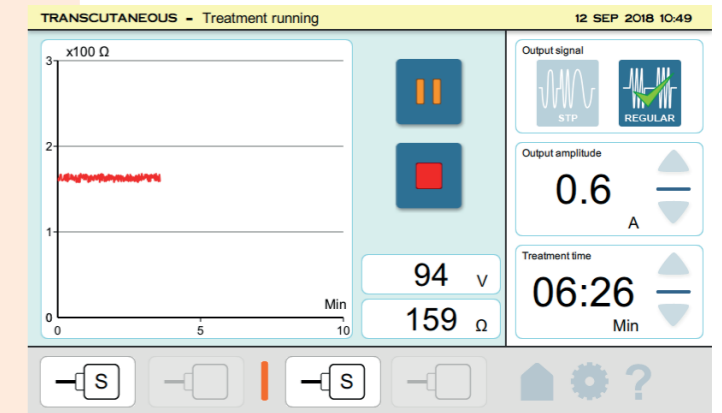 TRANSCUTANEOUS - Treatment running
12 SEP 2018 10:49
x100 Ω
3
2
1
0
0
5
10
Min
94 V
159 Ω
Output signal
STP
REGULAR
Output amplitude
0.6
A
Treatment time
06:26
Min
S
S
?